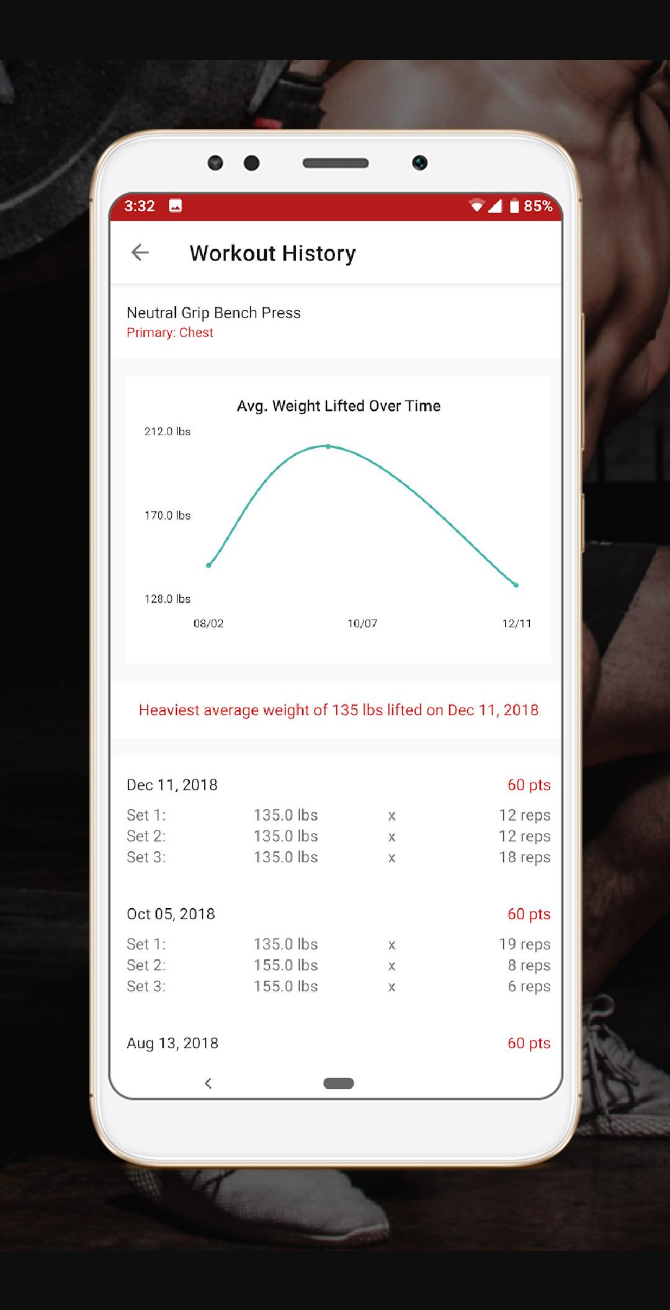 3:32 85%
Workout History
Neutral Grip Bench Press
Primary: Chest
Avg. Weight Lifted Over Time
212.0 lbs
170.0 lbs
128.0 lbs
08/02 10/07 12/11
Heaviest average weight of 135 lbs lifted on Dec 11, 2018
Dec 11, 2018 60 pts
Set 1: 135.0 lbs x 12 reps
Set 2: 135.0 lbs x 12 reps
Set 3: 135.0 lbs x 18 reps
Oct 05, 2018 60 pts
Set 1: 135.0 lbs x 19 reps
Set 2: 155.0 lbs x 8 reps
Set 3: 155.0 lbs x 6 reps
Aug 13, 2018 60 pts